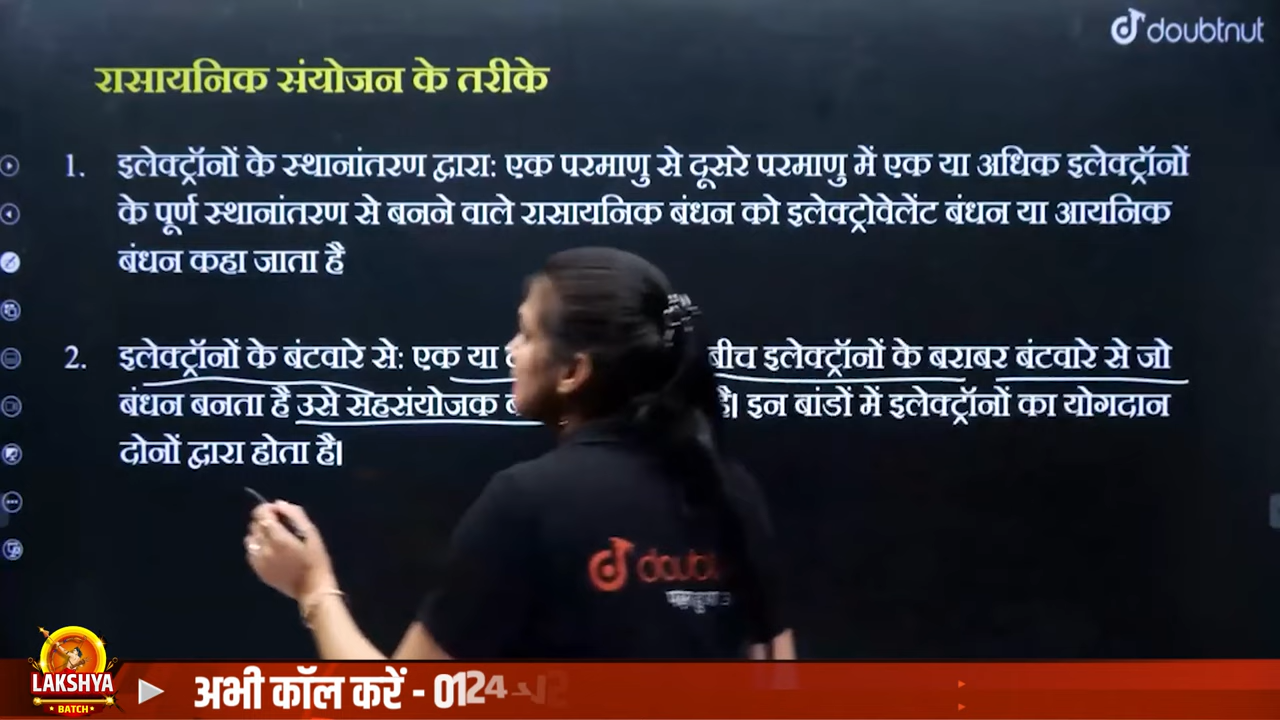 doubtnut
रासायनिक संयोजन के तरीके
1. इलेक्ट्रॉनों के स्थानांतरण द्वारा: एक परमाणु से दूसरे परमाणु में एक या अधिक इलेक्ट्रॉनों
के पूर्ण स्थानांतरण से बनने वाले रासायनिक बंधन को इलेक्ट्रोवेलेंट बंधन या आयनिक
बंधन कहा जाता है
2. इलेक्ट्रॉनों के बंटवारे से: एक या बीच इलेक्ट्रॉनों के बराबर बंटवारे से जो
बंधन बनता है उसे सहसंयोजक है। इन बांडों में इलेक्ट्रॉनों का योगदान
दोनों द्वारा होता है।
LAKSHYA
BATCH
अभी कॉल करें - 0124